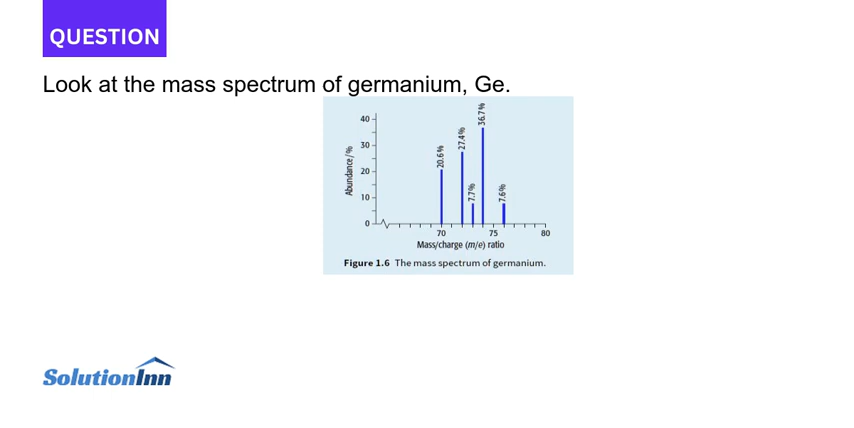 QUESTION
Look at the mass spectrum of germanium, Ge.
40
30
20
10
0
Abundance/%
20.6%
27.4%
7.7%
36.7%
7.6%
70
75
80
Mass/charge (m/e) ratio
Figure 1.6 The mass spectrum of germanium.
SolutionInn